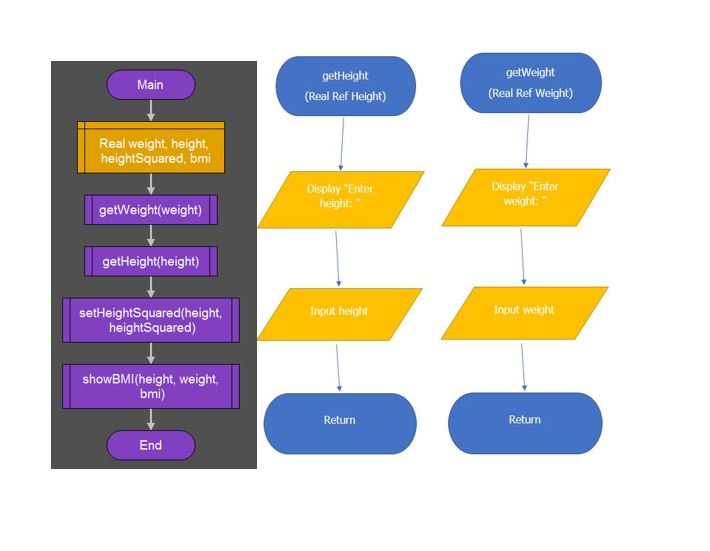 Main
Real weight, height,
heightSquared, bmi
getWeight(weight)
getHeight(height)
setHeightSquared(height,
heightSquared)
showBMI(height, weight,
bmi)
End
getHeight
(Real Ref Height)
Display “Enter
height: “
Input height
Return
getWeight
(Real Ref Weight)
Display “Enter
weight: “
Input weight
Return